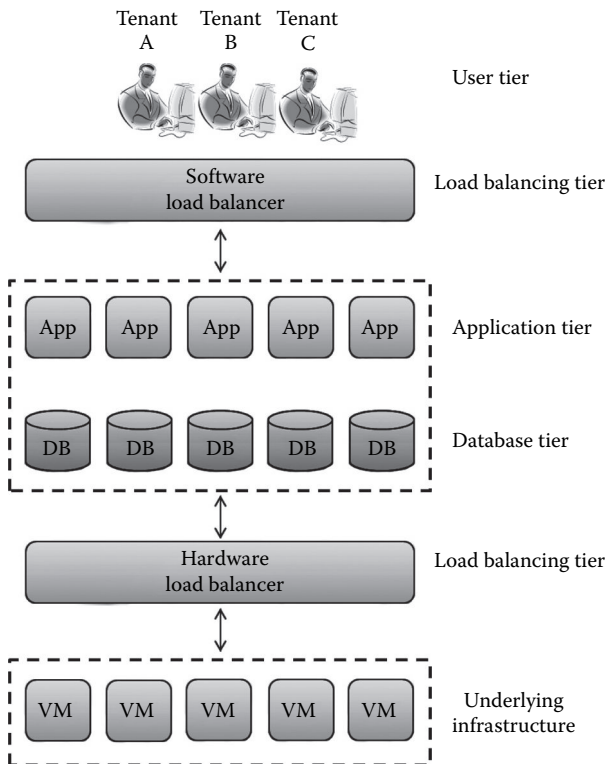 Tenant A
Tenant B
Tenant C
User tier
Software
load balancer
Load balancing tier
App App App App App
Application tier
DB DB DB DB DB
Database tier
Hardware
load balancer
Load balancing tier
VM VM VM VM VM
Underlying
infrastructure